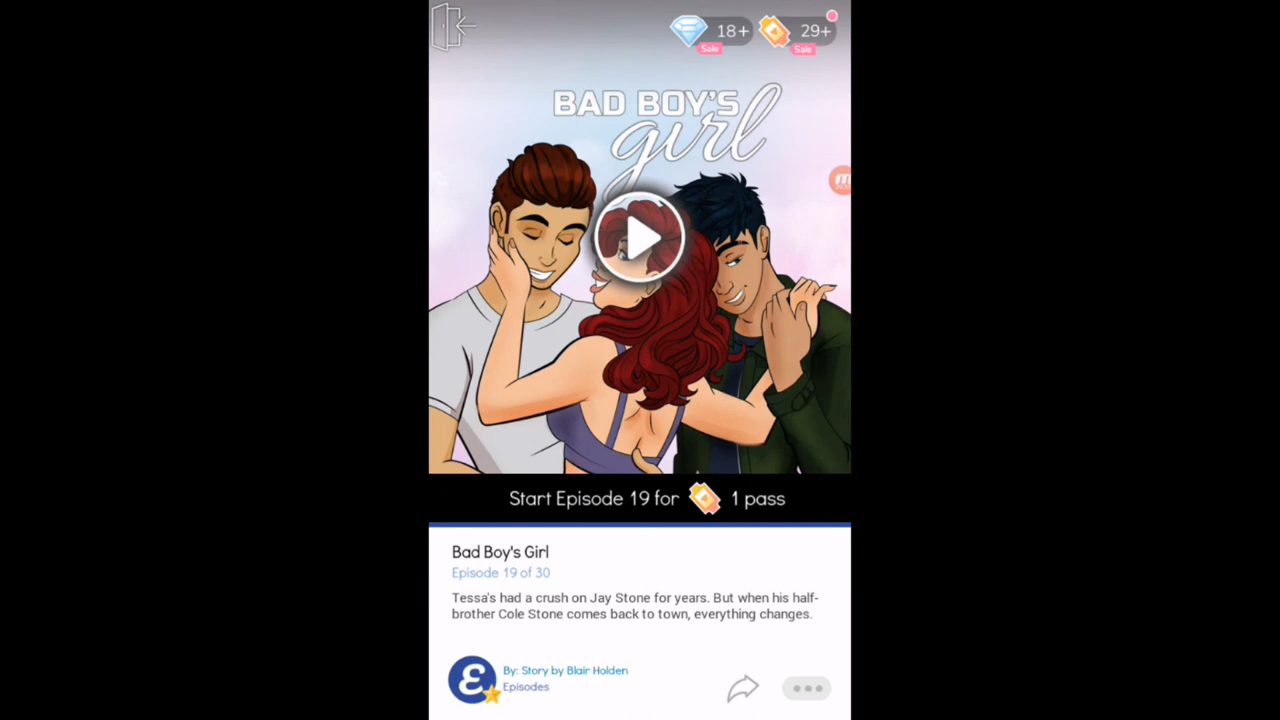 18+
29+
Sale
Sale
BAD BOY'S
girl
Start Episode 19 for 1 pass
Bad Boy's Girl
Episode 19 of 30
Tessa's had a crush on Jay Stone for years. But when his half-
brother Cole Stone comes back to town, everything changes.
By: Story by Blair Holden
Episodes